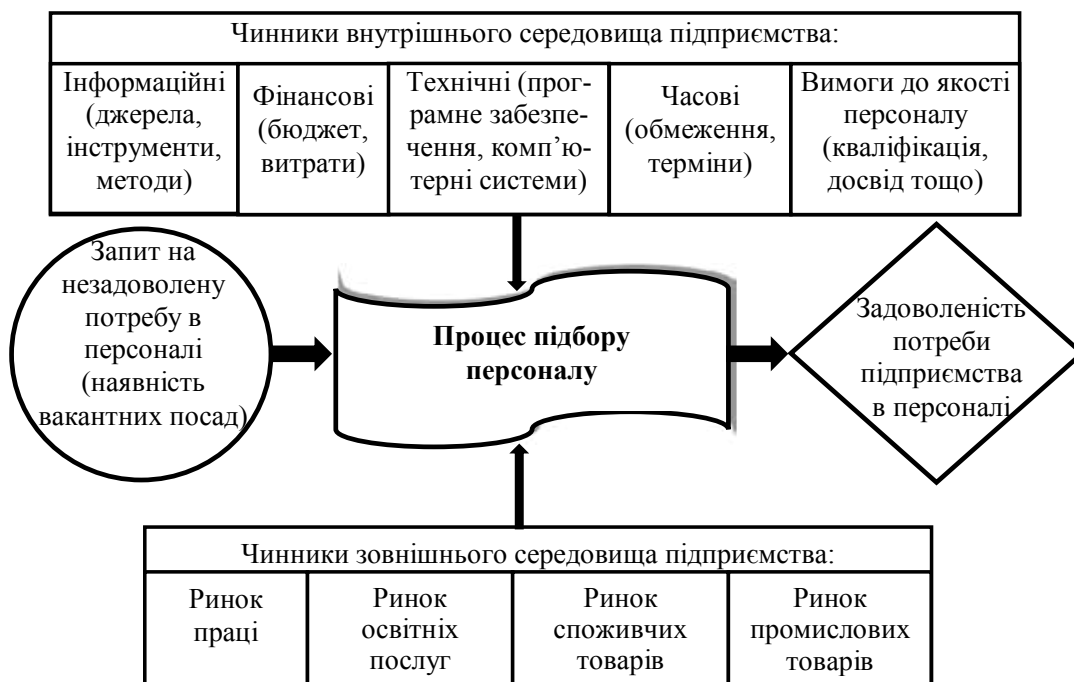 Чинники внутрішнього середовища підприємства:
Інформаційні
(джерела,
інструменти,
методи)
Фінансові
(бюджет,
витрати)
Технічні (прог-
рамне забезпе-
чення, комп’ю-
терні системи)
Часові
(обмеження,
терміни)
Вимоги до якості
персоналу
(кваліфікація,
досвід тощо)
Запит на
незадоволену
потребу в
персоналі
(наявність
вакантних посад)
Процес підбору
персоналу
Задоволеність
потреби
підприємства
в персоналі
Чинники зовнішнього середовища підприємства:
Ринок
праці
Ринок
освітніх
послуг
Ринок
споживчих
товарів
Ринок
промислових
товарів